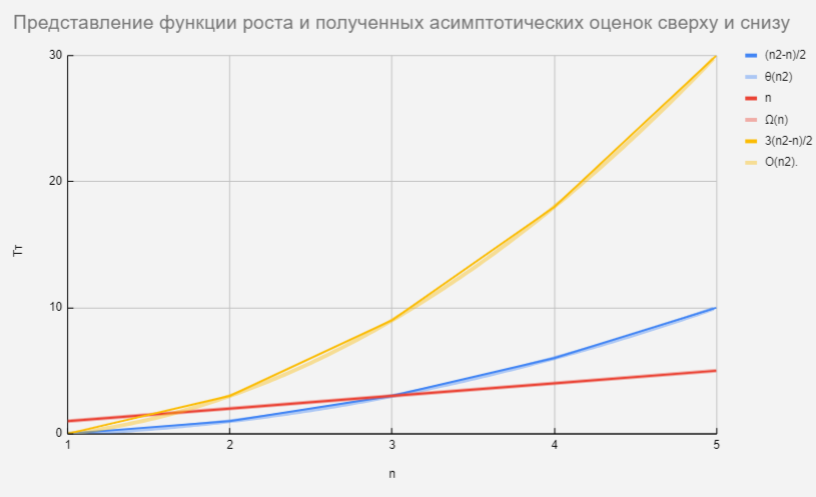 Представление функции роста и полученных асимптотических оценок сверху и снизу
30
20
10
0
Тт
1
2
3
4
5
n
(n2-n)/2
θ(n2)
n
Ω(n)
3(n2-n)/2
O(n2).